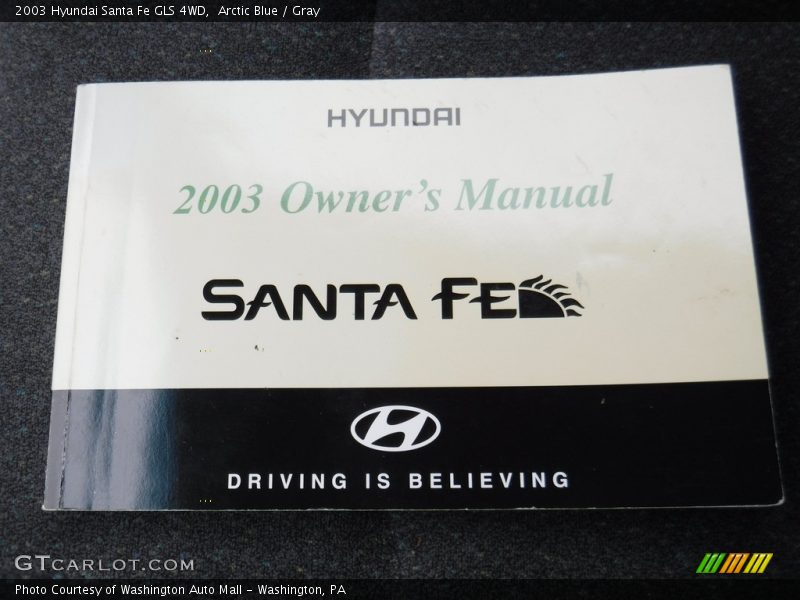 2003 Hyundai Santa Fe GLS 4WD,  Arctic Blue / Gray
HYUNDAI
2003 Owner's Manual
SANTA FE
DRIVING IS BELIEVING
GTCARLOT.COM
Photo Courtesy of Washington Auto Mall - Washington, PA